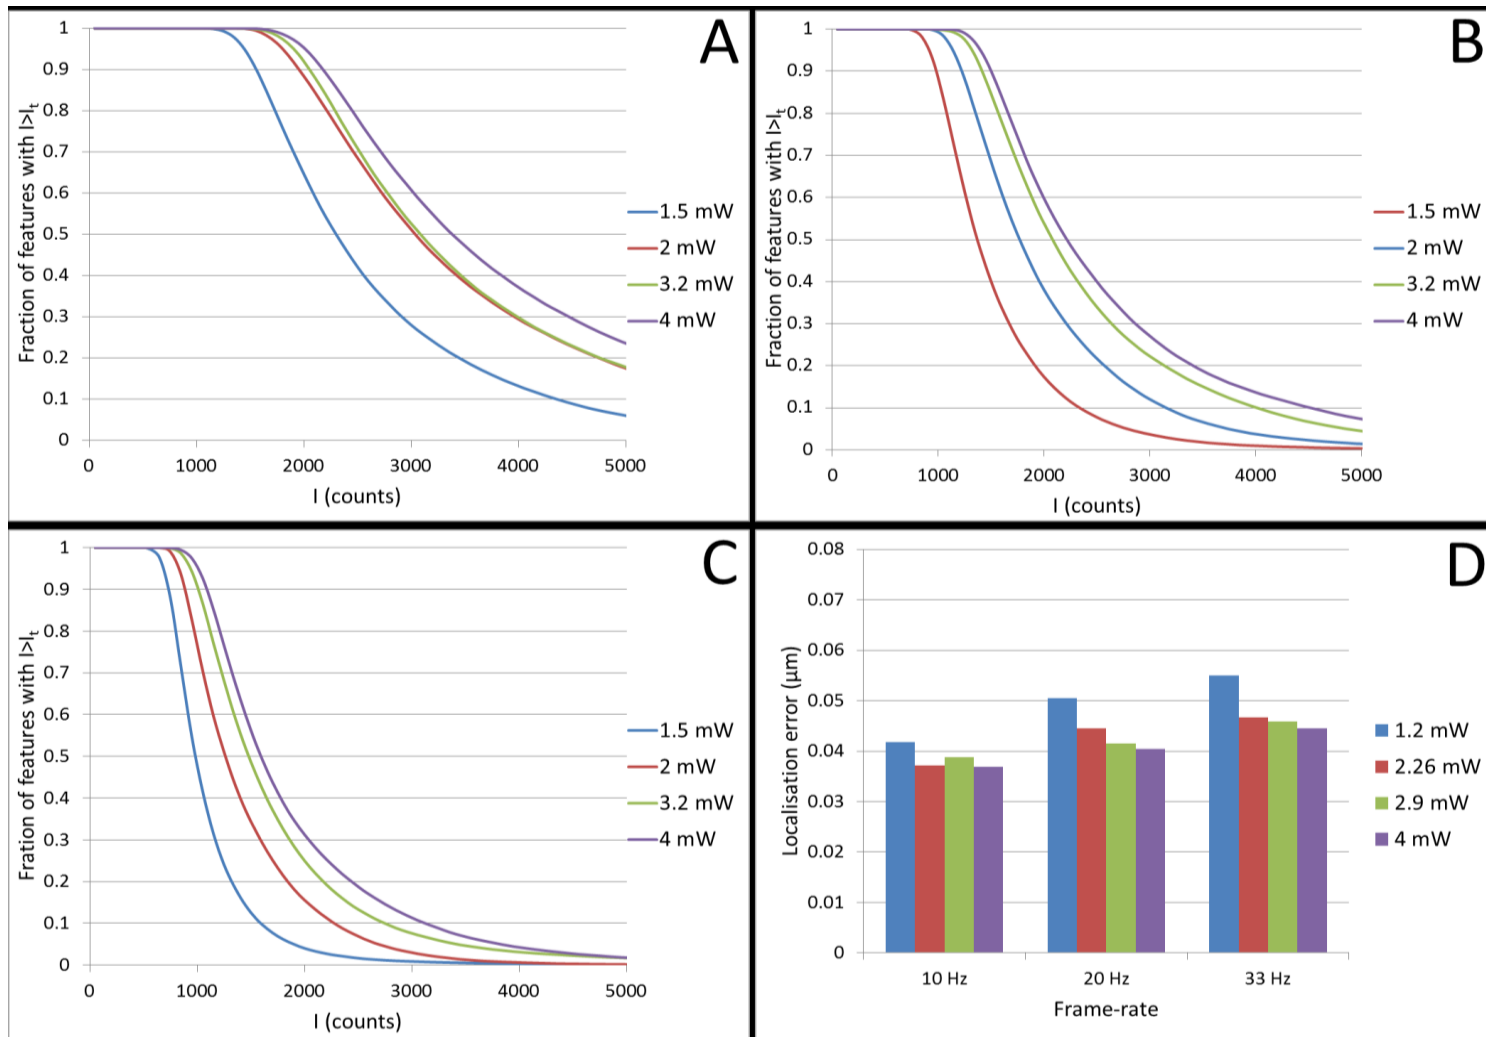 A
Fraction of features with I>It
1
0.9
0.8
0.7
0.6
0.5
0.4
0.3
0.2
0.1
0
0 1000 2000 3000 4000 5000
I (counts)
1.5 mW
2 mW
3.2 mW
4 mW
B
Fraction of features with I>It
1
0.9
0.8
0.7
0.6
0.5
0.4
0.3
0.2
0.1
0
0 1000 2000 3000 4000 5000
I (counts)
1.5 mW
2 mW
3.2 mW
4 mW
C
Fration of features with I>It
1
0.9
0.8
0.7
0.6
0.5
0.4
0.3
0.2
0.1
0
0 1000 2000 3000 4000 5000
I (counts)
1.5 mW
2 mW
3.2 mW
4 mW
D
Localisation error (µm)
0.08
0.07
0.06
0.05
0.04
0.03
0.02
0.01
0
10 Hz 20 Hz 33 Hz
Frame-rate
1.2 mW
2.26 mW
2.9 mW
4 mW